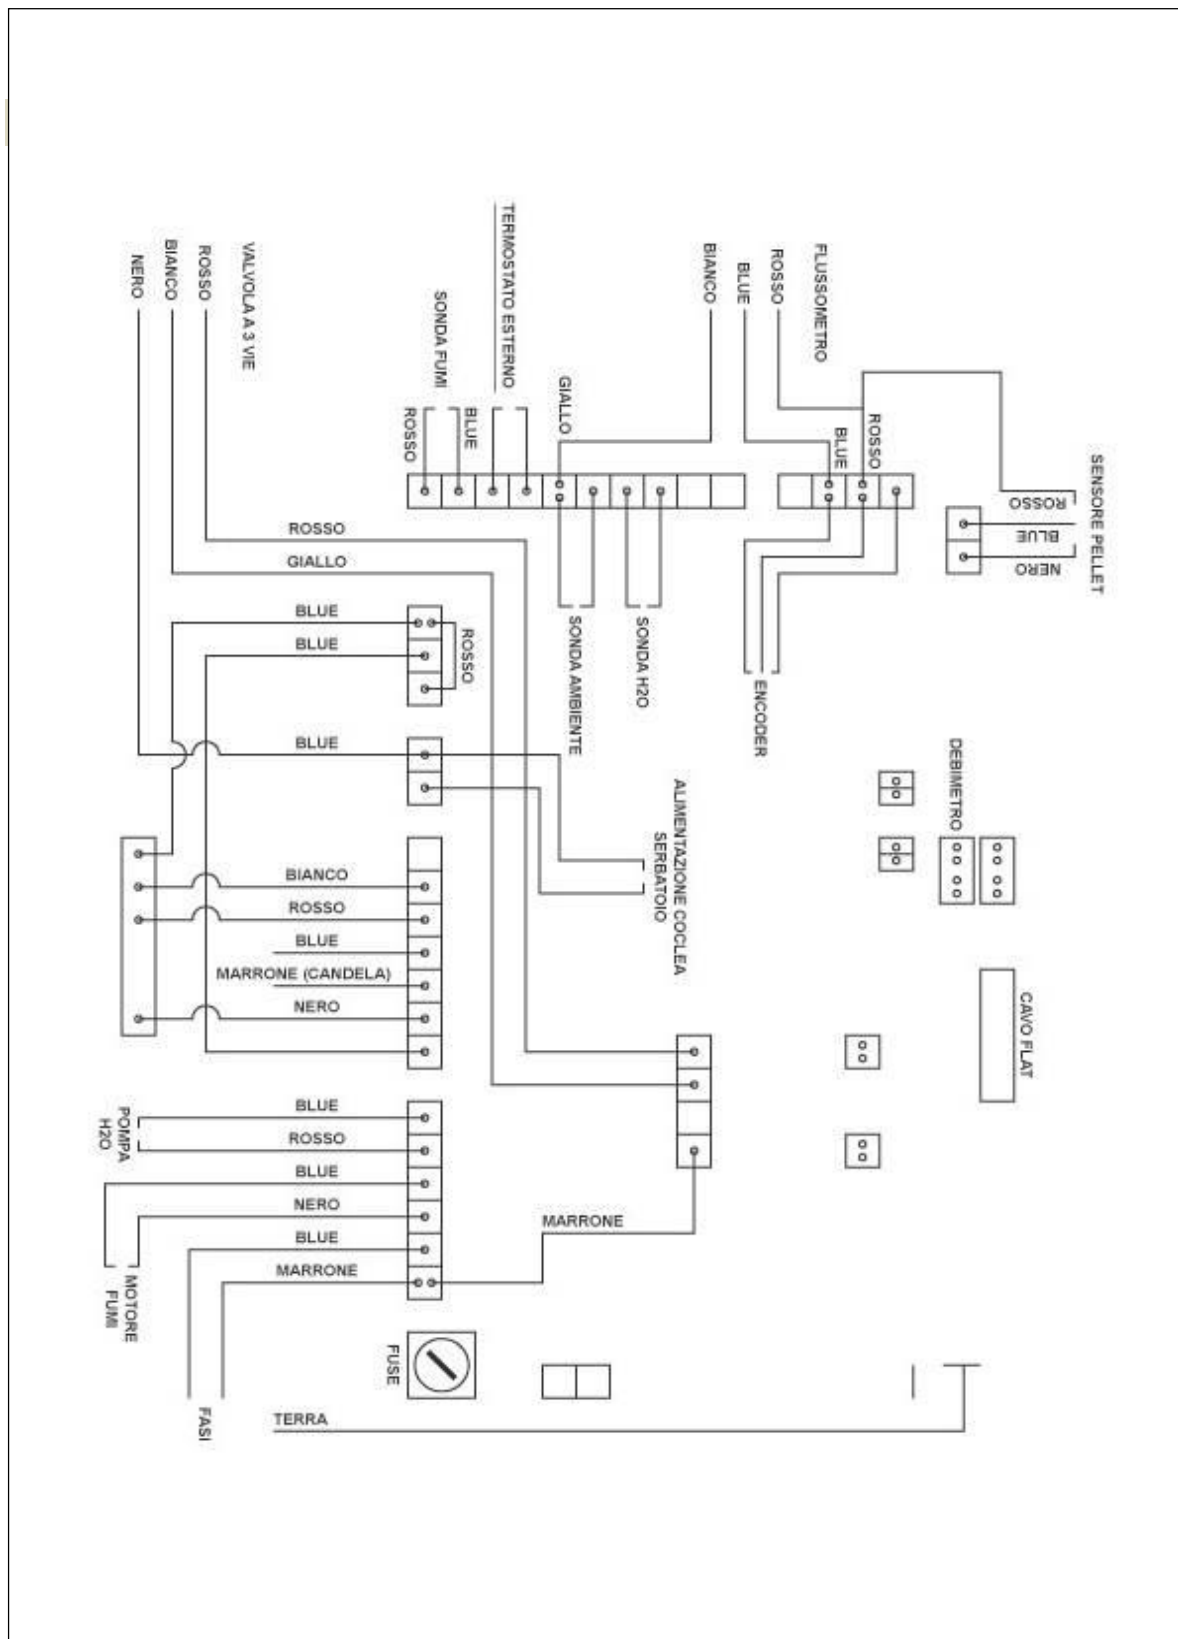 FLUSSOMETRO
ROSSO
BLUE
BIANCO
TERMOSTATO ESTERNO
SONDA FUMI
ROSSO
BLUE
GIALLO
BLUE
ROSSO
VALVOLA A 3 VIE
ROSSO
BIANCO
NERO
SENSORE PELLET
ROSSO
BLUE
NERO
ROSSO
GIALLO
BLUE
BLUE
ROSSO
SONDA AMBIENTE
SONDA H2O
ENCODER
BLUE
DEBIMETRO
ALIMENTAZIONE COCLEA
SERBATOIO
BIANCO
ROSSO
BLUE
MARRONE (CANDELA)
NERO
CAVO FLAT
BLUE
ROSSO
POMPA
H2O
BLUE
NERO
BLUE
MARRONE
MARRONE
MOTORE
FUMI
FUSE
FASI
TERRA